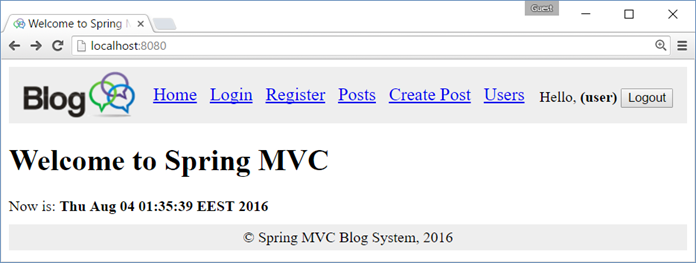 Guest
Welcome to Spring M
localhost:8080
Blog Home Login Register Posts Create Post Users Hello, (user) Logout
Welcome to Spring MVC
Now is: Thu Aug 04 01:35:39 EEST 2016
© Spring MVC Blog System, 2016